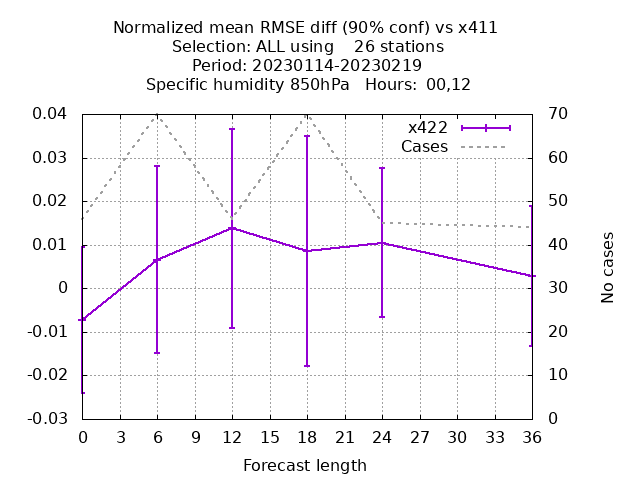 Normalized mean RMSE diff (90% conf) vs x411
Selection: ALL using    26 stations
Period: 20230114-20230219
Specific humidity 850hPa   Hours:  00,12
0.04
0.03
0.02
0.01
0
-0.01
-0.02
-0.03
70
60
50
40
30
20
10
0
x422
Cases
No cases
0 3 6 9 12 15 18 21 24 27 30 33 36
Forecast length